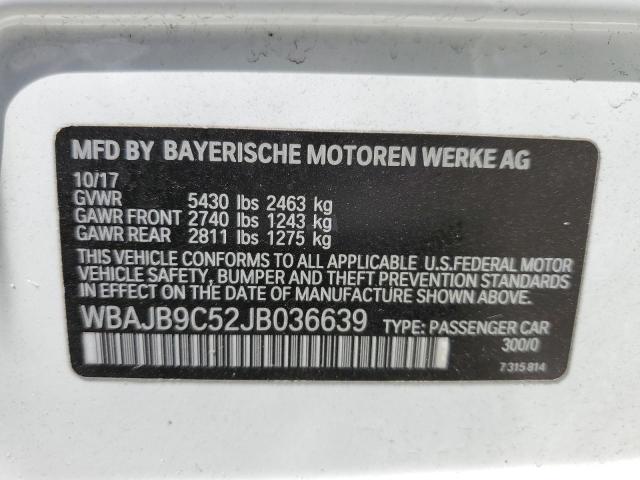 MFD BY BAYERISCHE MOTOREN WERKE AG
10/17
GVWR 5430 lbs 2463 kg
GAWR FRONT 2740 lbs 1243 kg
GAWR REAR 2811 lbs 1275 kg
THIS VEHICLE CONFORMS TO ALL APPLICABLE U.S.FEDERAL MOTOR
VEHICLE SAFETY, BUMPER AND THEFT PREVENTION STANDARDS
IN EFFECT ON THE DATE OF MANUFACTURE SHOWN ABOVE.
WBAJB9C52JB036639 TYPE: PASSENGER CAR
300/0
7 315 814